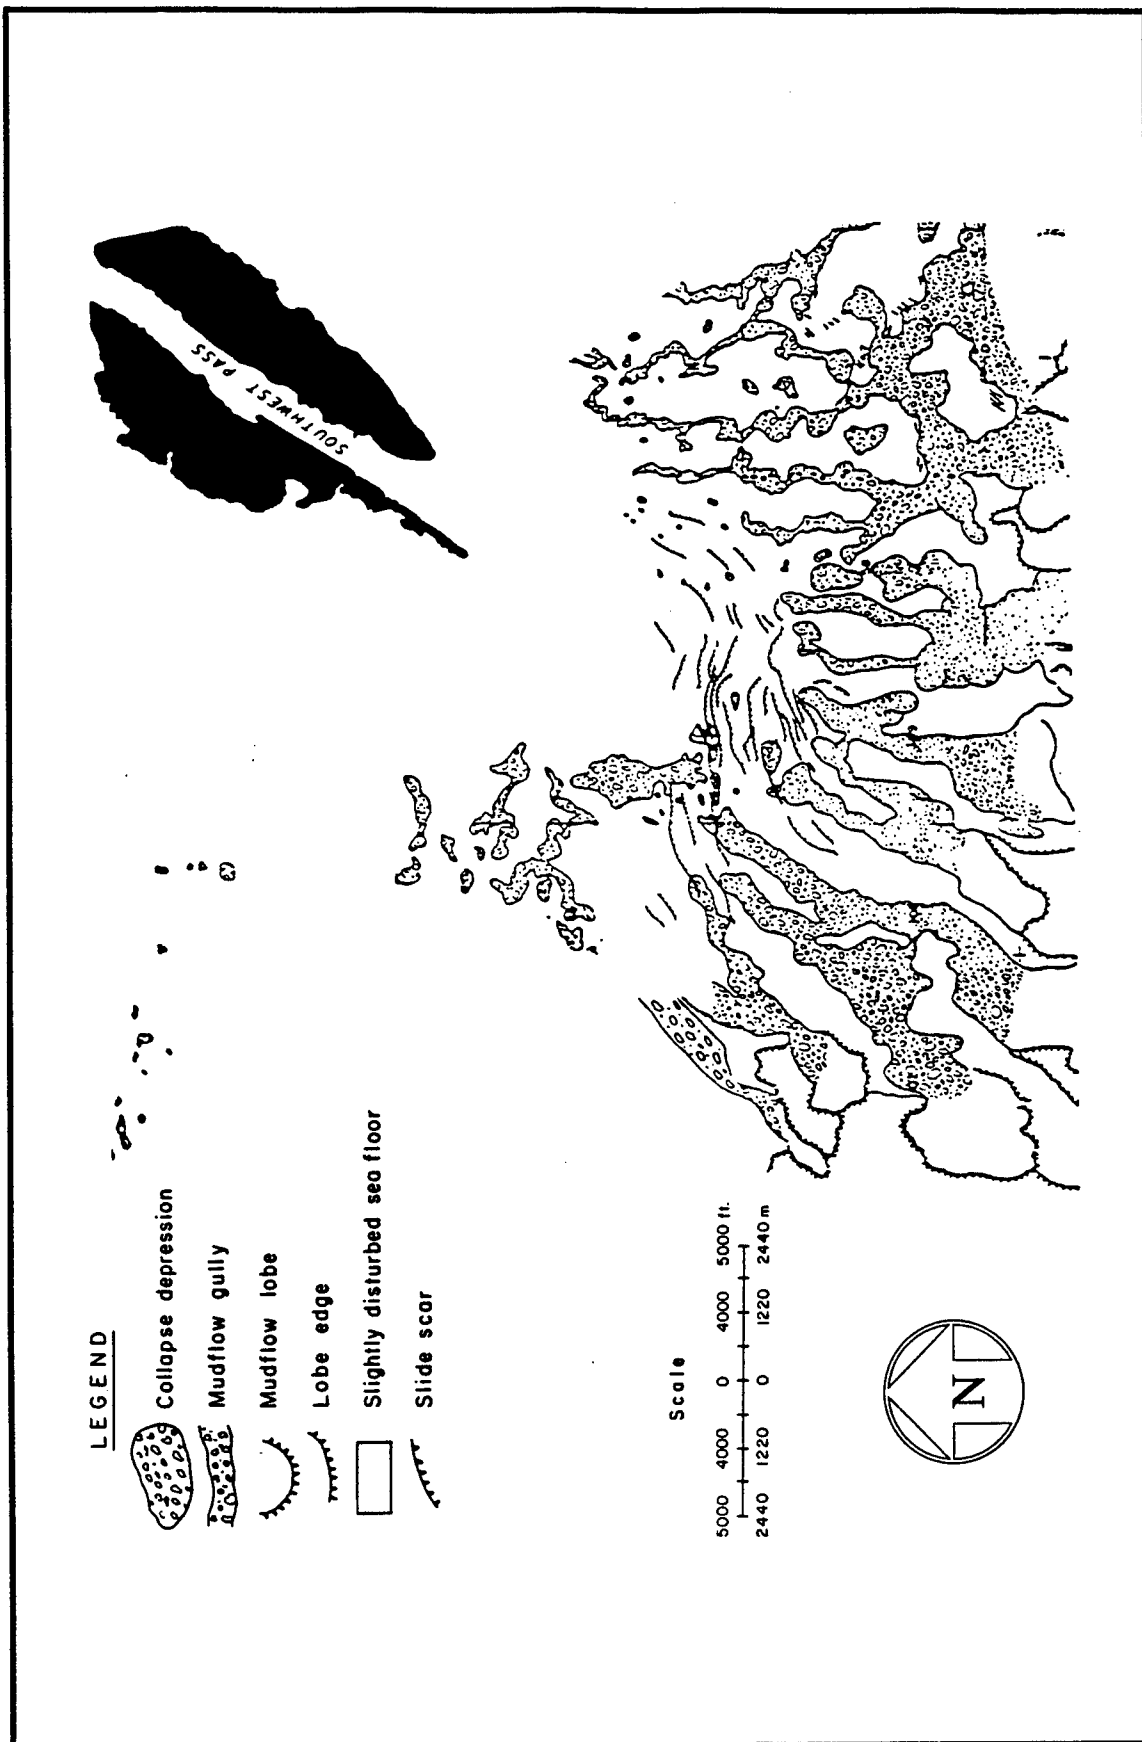 SOUTHWEST PASS
LEGEND
Collapse depression
Mudflow gully
Mudflow lobe
Lobe edge
Slightly disturbed sea floor
Slide scar
Scale
5000 4000 0 4000 5000 ft.
2440 1220 0 1220 2440 m
N